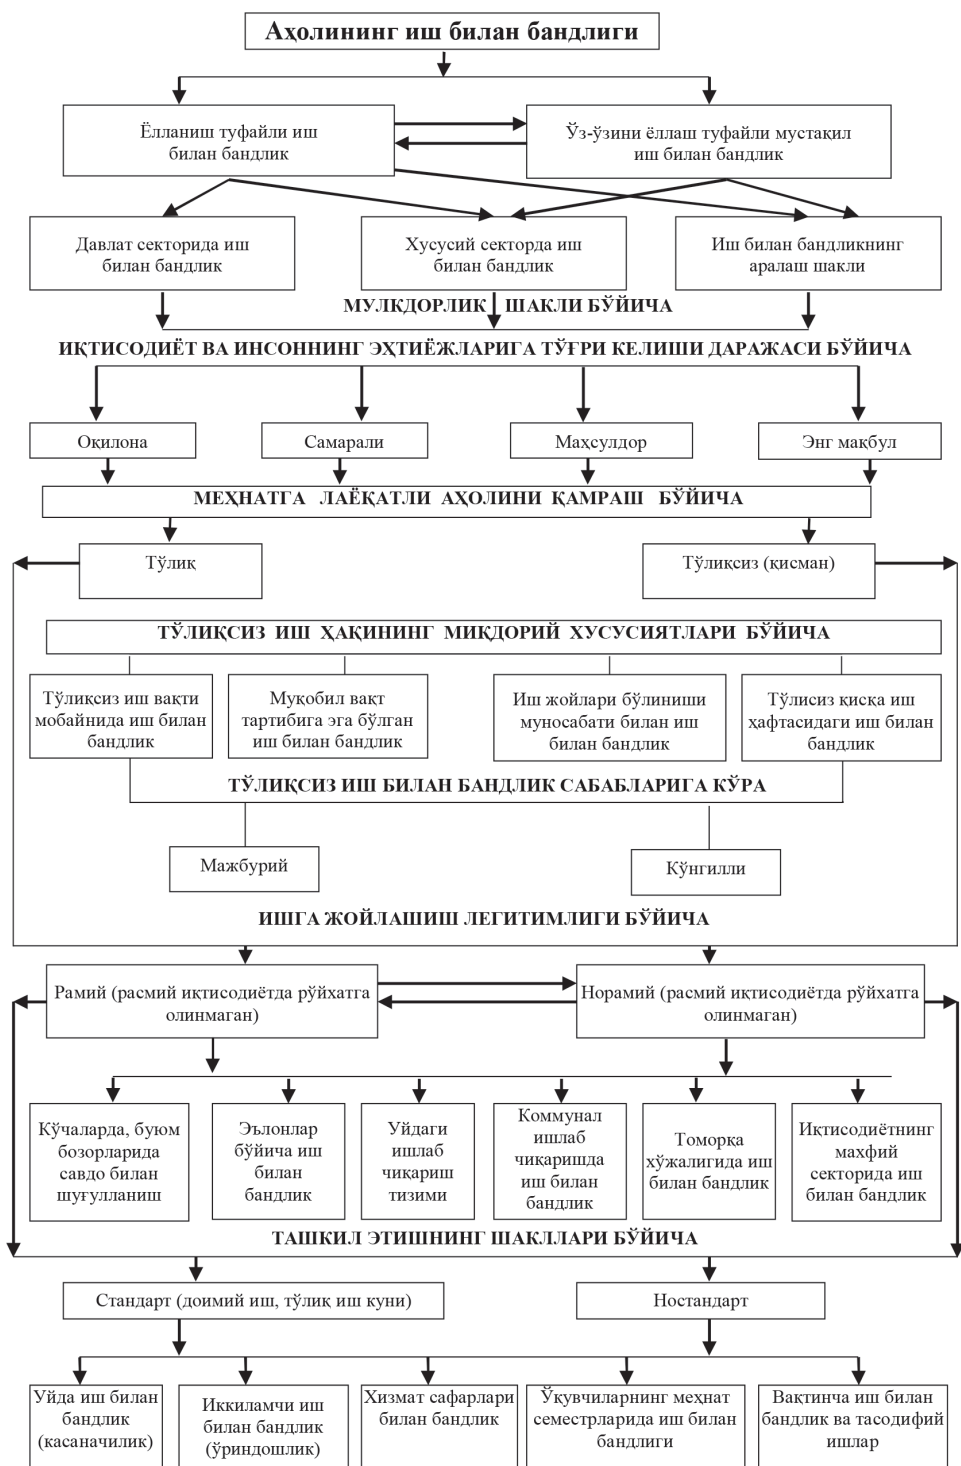 Аҳолининг иш билан бандлиги
Ёлланиш туфайли иш
билан бандлик
Ўз-ўзини ёллаш туфайли мустақил
иш билан бандлик
Давлат секторида иш
билан бандлик
Хусусий секторда иш
билан бандлик
Иш билан бандликнинг
аралаш шакли
МУЛКДОРЛИК ШАКЛИ БЎЙИЧА
ИҚТИСОДИЁТ ВА ИНСОННИНГ ЭҲТИЁЖЛАРИГА ТЎҒРИ КЕЛИШИ ДАРАЖАСИ БЎЙИЧА
Оқилона
Самарали
Маҳсулдор
Энг мақбул
МЕҲНАТГА ЛАЁҚАТЛИ АҲОЛИНИ ҚАМРАШ БЎЙИЧА
Тўлиқ
Тўлиқсиз (қисман)
ТЎЛИҚСИЗ ИШ ҲАҚИНИНГ МИҚДОРИЙ ХУСУСИЯТЛАРИ БЎЙИЧА
Тўлиқсиз иш вақти
мобайнида иш билан
бандлик
Муқобил вақт
тартибига эга бўлган
иш билан бандлик
Иш жойлари бўлиниши
муносабати билан иш
билан бандлик
Тўлисиз қисқа иш
ҳафтасидаги иш билан
бандлик
ТЎЛИҚСИЗ ИШ БИЛАН БАНДЛИК САБАБЛАРИГА КЎРА
Мажбурий
Кўнгилли
ИШГА ЖОЙЛАШИШ ЛЕГИТИМЛИГИ БЎЙИЧА
Рамий (расмий иқтисодиётда рўйхатга
олинмаган)
Норамий (расмий иқтисодиётда рўйхатга
олинмаган)
Кўчаларда, буюм
бозорларида
савдо билан
шуғулланиш
Эълонлар
бўйича иш
билан
бандлик
Уйдаги
ишлаб
чиқариш
тизими
Коммунал
ишлаб
чиқаришда
иш билан
бандлик
Томорқа
хўжалигида иш
билан бандлик
Иқтисодиётнинг
махфий
секторида иш
билан бандлик
ТАШКИЛ ЭТИШНИНГ ШАКЛЛАРИ БЎЙИЧА
Стандарт (доимий иш, тўлиқ иш куни)
Ностандарт
Уйда иш билан
бандлик
(касаначилик)
Иккиламчи иш
билан бандлик
(ўриндошлик)
Хизмат сафарлари
билан бандлик
Ўқувчиларнинг меҳнат
семестрларида иш билан
бандлиги
Вақтинча иш билан
бандлик ва тасодифий
ишлар